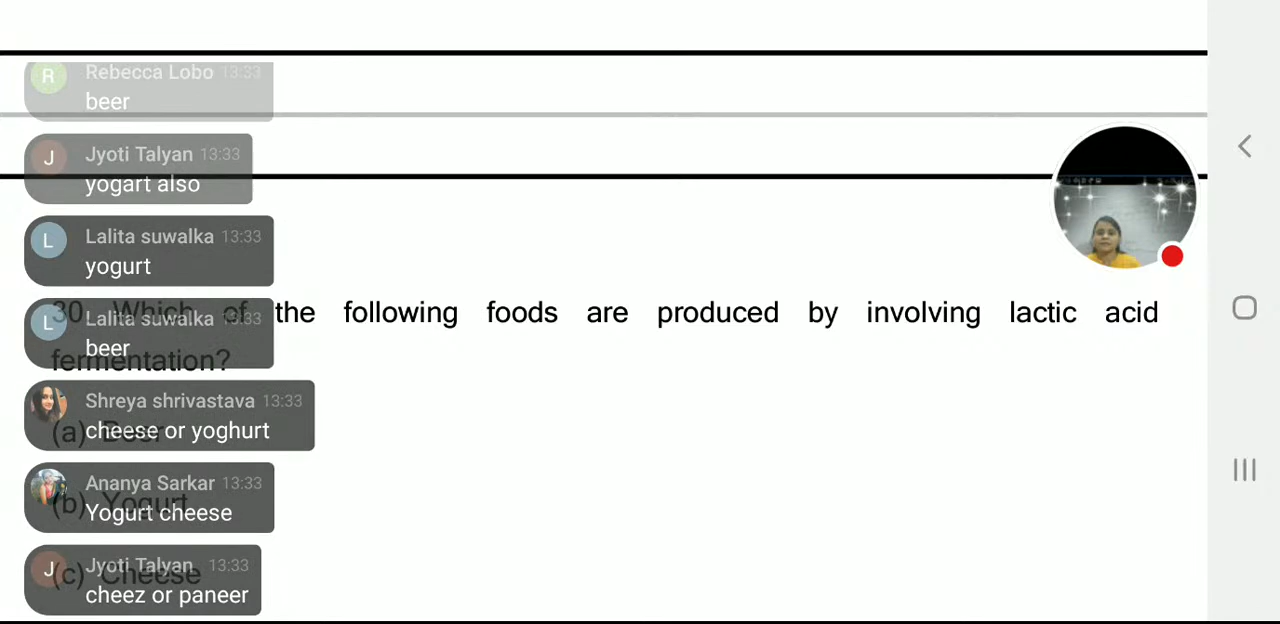 R Rebecca Lobo 13:33
beer
J Jyoti Talyan 13:33
yogart also
L Lalita suwalka 13:33
yogurt
30. Which of the following foods are produced by involving lactic acid
L Lalita suwalka 13:33
beer
fermentation?
Shreya shrivastava 13:33
cheese or yoghurt
(a) Beer
Ananya Sarkar 13:33
(b) Yogurt
Yogurt cheese
J Jyoti Talyan 13:33
(c) Cheese
cheez or paneer